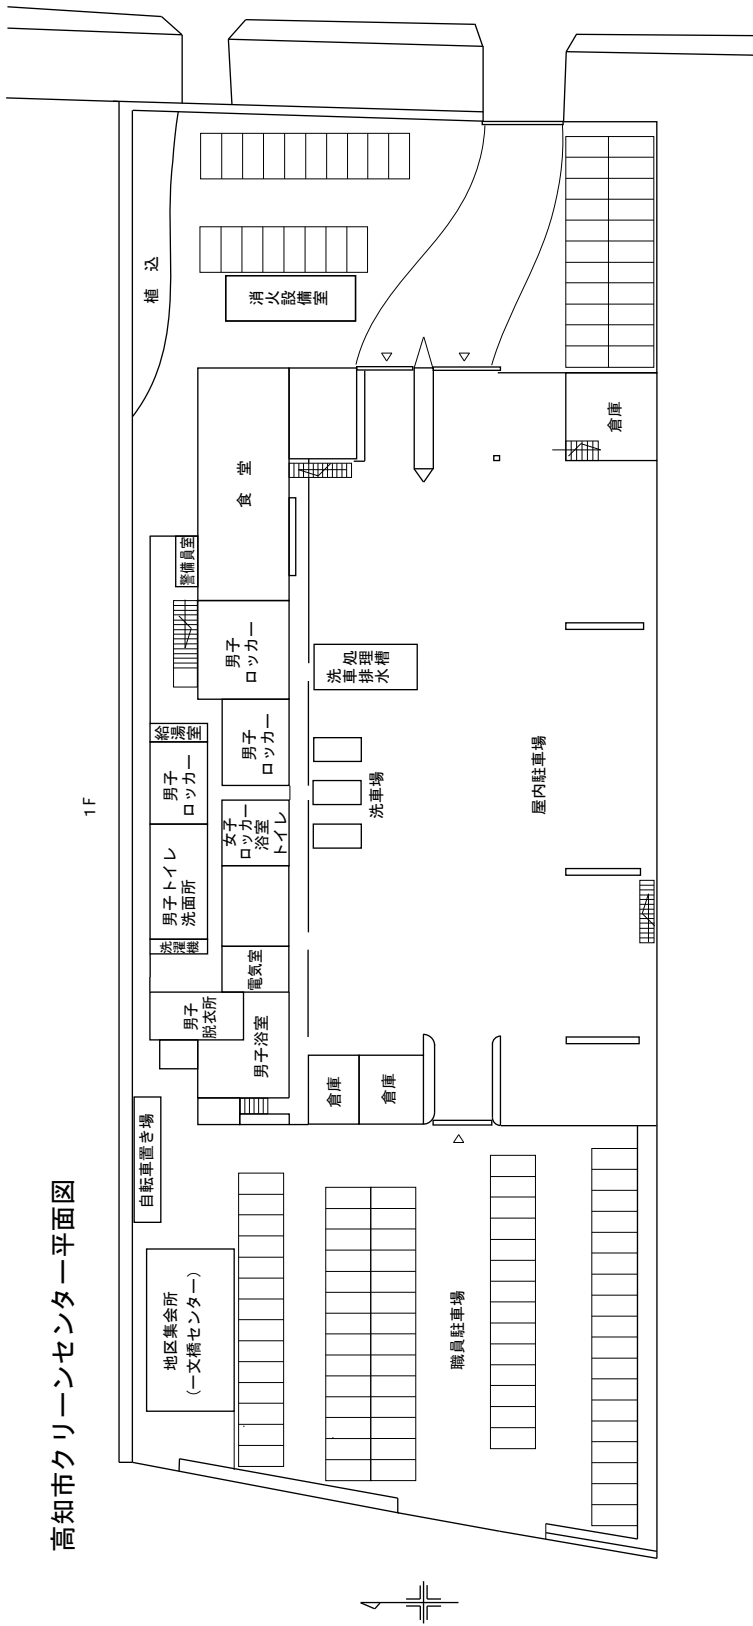 高知市クリーンセンター平面図
1F
植込
消火
設備室
食堂
警備員室
男子
ロッカー
男子
ロッカー
給湯室
男子
ロッカー
女子
ロッカー
浴室
トイレ
男子トイレ
洗面所
洗濯機
電気室
男子
脱衣所
男子浴室
自転車置き場
地区集会所
(一文橋センター)
倉庫
倉庫
倉庫
洗車
排水
処理槽
洗車場
屋内駐車場
職員駐車場